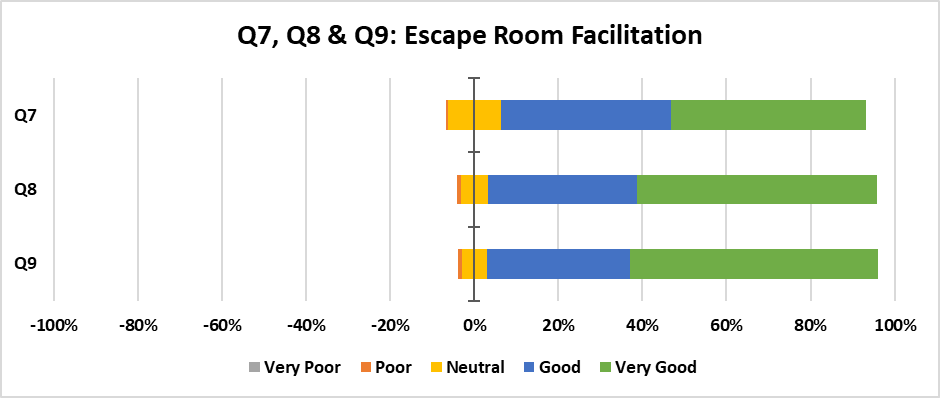 Q7, Q8 & Q9: Escape Room Facilitation
Q7
Q8
Q9
-100% -80% -60% -40% -20% 0% 20% 40% 60% 80% 100%
Very Poor Poor Neutral Good Very Good